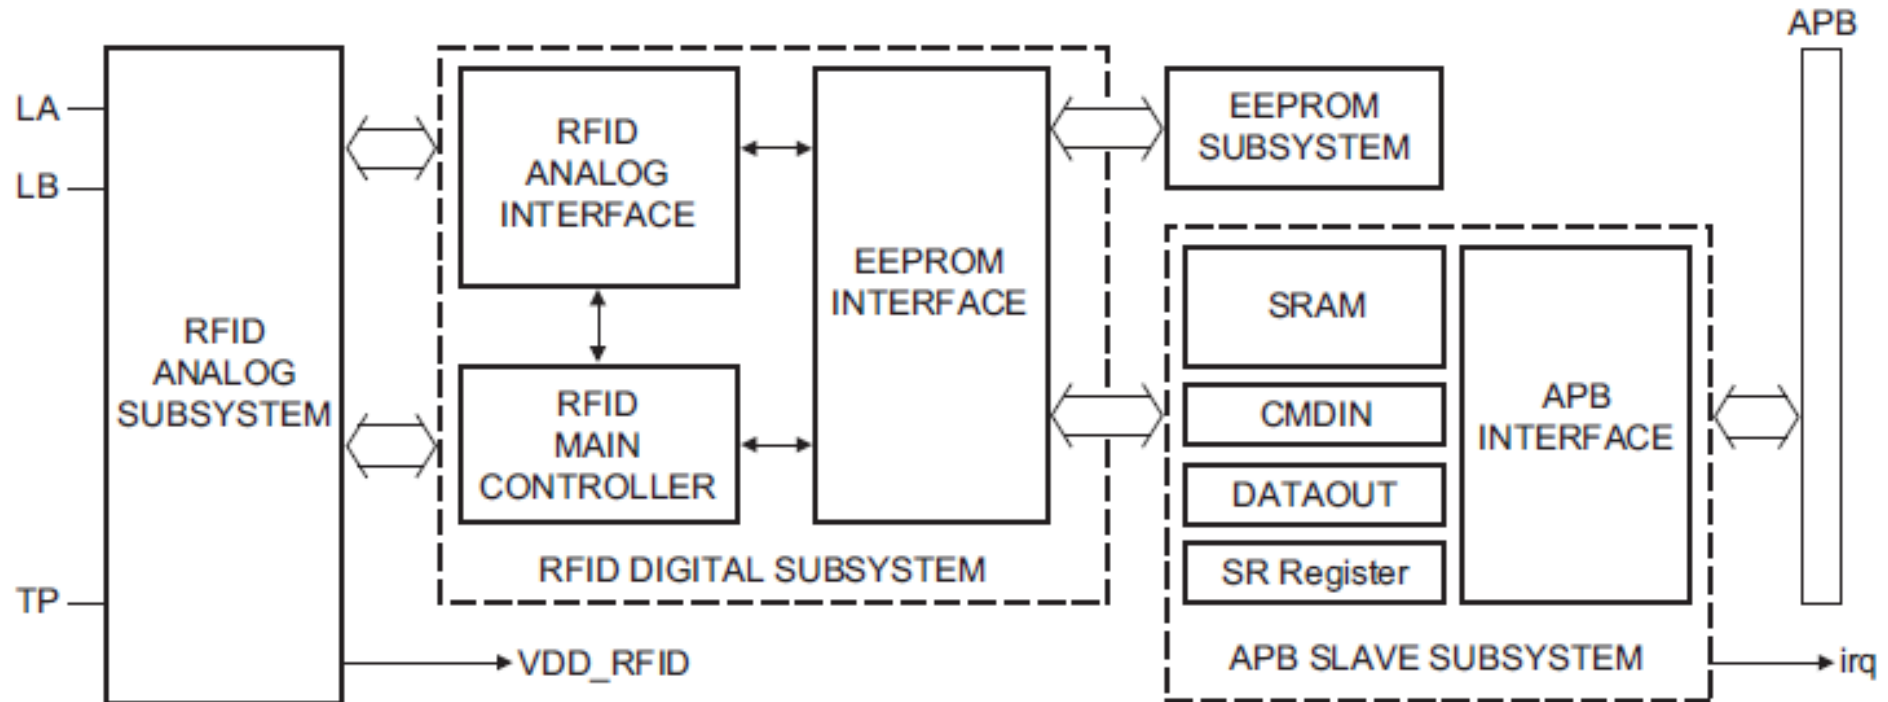 APB
LA
LB
TP
RFID
ANALOG
SUBSYSTEM
VDD_RFID
RFID
ANALOG
INTERFACE
RFID
MAIN
CONTROLLER
EEPROM
INTERFACE
RFID DIGITAL SUBSYSTEM
EEPROM
SUBSYSTEM
SRAM
CMDIN
DATAOUT
SR Register
APB
INTERFACE
APB SLAVE SUBSYSTEM
irq